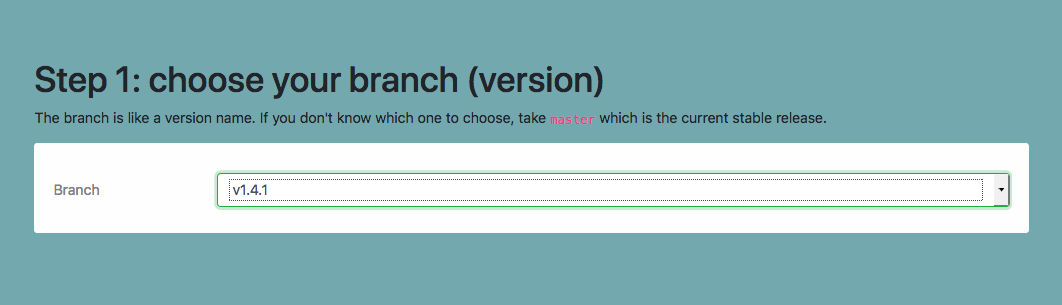 Step 1: choose your branch (version)
The branch is like a version name. If you don't know which one to choose, take master which is the current stable release.
Branch
v1.4.1